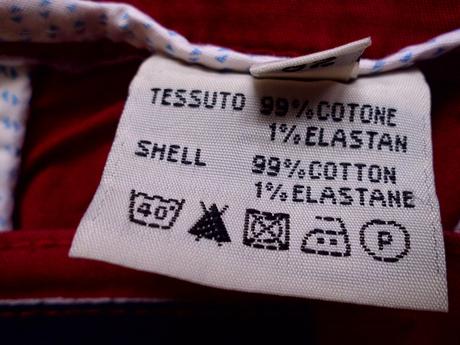 TESSUTO 99% COTONE
1% ELASTAN
SHELL 99% COTTON
1% ELASTANE
40° P